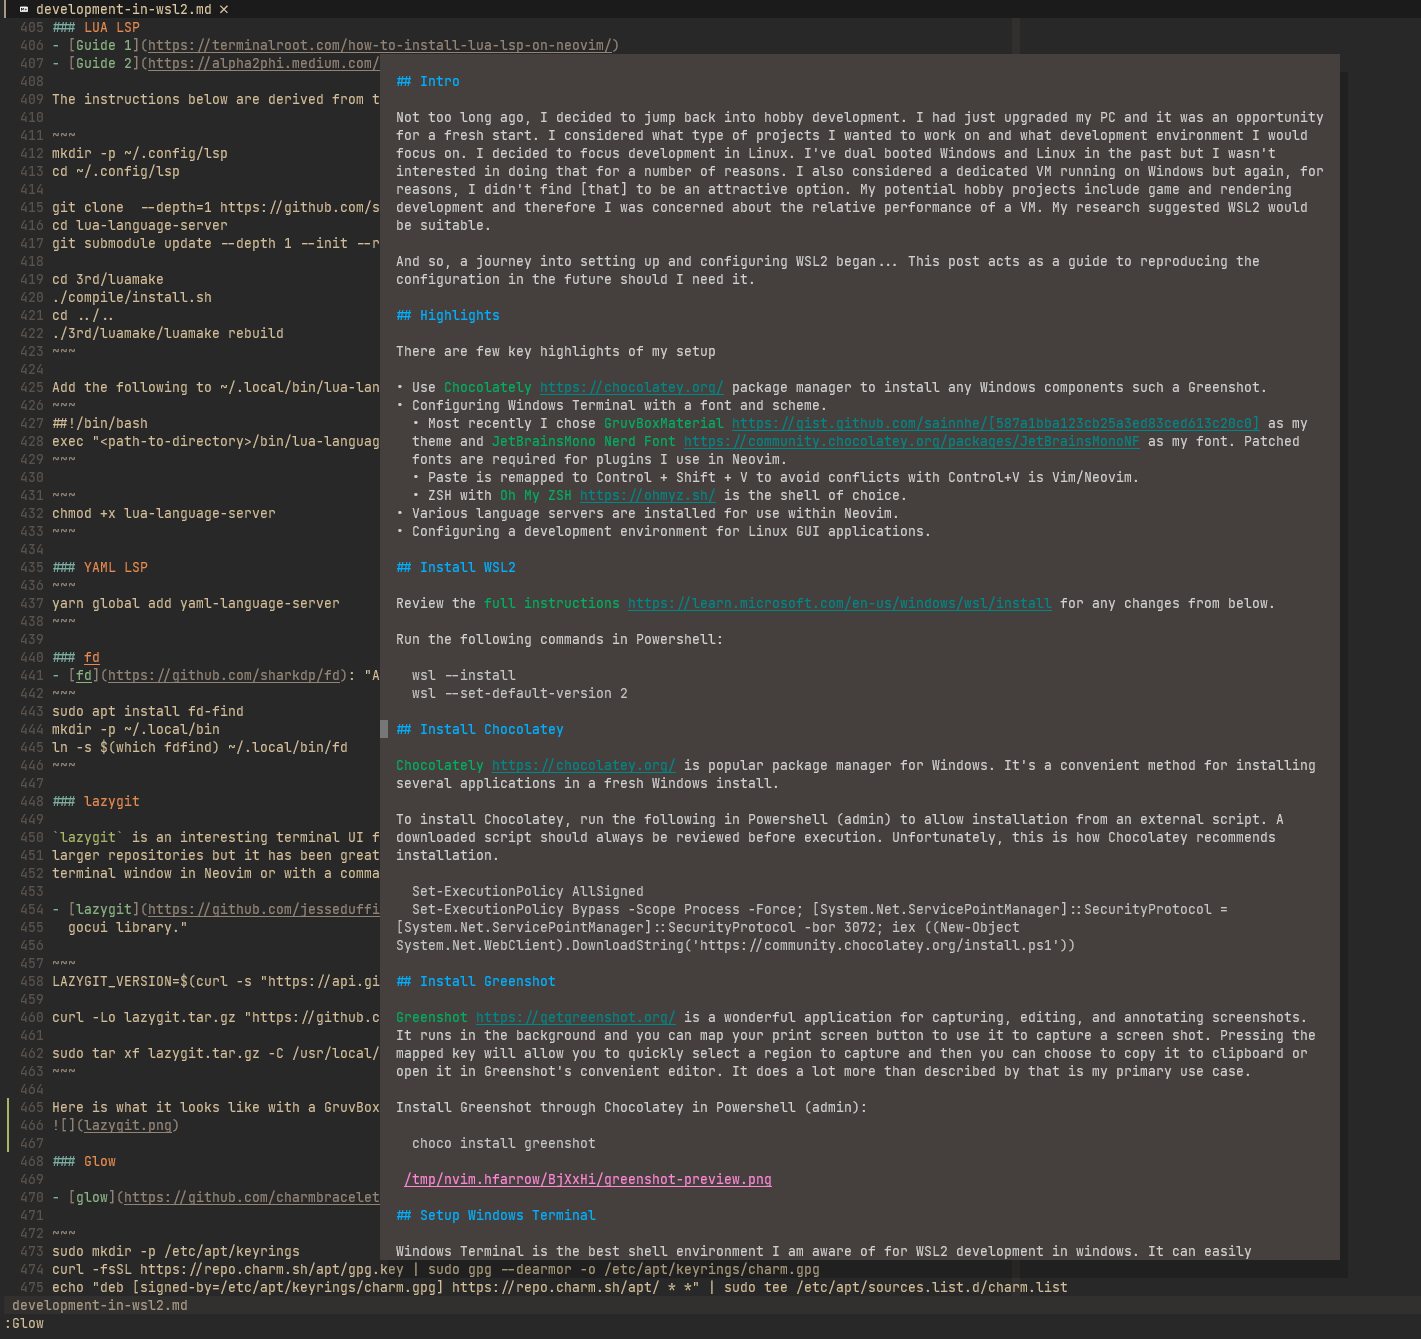 development-in-wsl2.md ×
405 ### LUA LSP
406 - [Guide 1](https://terminalroot.com/how-to-install-lua-lsp-on-neovim/)
407 - [Guide 2](https://alpha2phi.medium.com/
408
409 The instructions below are derived from t
410
411 ~~~
412 mkdir -p ~/.config/lsp
413 cd ~/.config/lsp
414
415 git clone  --depth=1 https://github.com/s
416 cd lua-language-server
417 git submodule update --depth 1 --init --r
418
419 cd 3rd/luamake
420 ./compile/install.sh
421 cd ../..
422 ./3rd/luamake/luamake rebuild
423 ~~~
424
425 Add the following to ~/.local/bin/lua-lan
426 ~~~
427 ##!/bin/bash
428 exec "<path-to-directory>/bin/lua-languag
429 ~~~
430
431 ~~~
432 chmod +x lua-language-server
433 ~~~
434
435 ### YAML LSP
436 ~~~
437 yarn global add yaml-language-server
438 ~~~
439
440 ### fd
441 - [fd](https://github.com/sharkdp/fd): "A
442 ~~~
443 sudo apt install fd-find
444 mkdir -p ~/.local/bin
445 ln -s $(which fdfind) ~/.local/bin/fd
446 ~~~
447
448 ### lazygit
449
450 `lazygit` is an interesting terminal UI f
451 larger repositories but it has been great
452 terminal window in Neovim or with a comma
453
454 - [lazygit](https://github.com/jesseduffi
455   gocui library."
456
457 ~~~
458 LAZYGIT_VERSION=$(curl -s "https://api.gi
459
460 curl -Lo lazygit.tar.gz "https://github.c
461
462 sudo tar xf lazygit.tar.gz -C /usr/local/
463 ~~~
464
465 Here is what it looks like with a GruvBox
466 ![](lazygit.png)
467
468 ### Glow
469
470 - [glow](https://github.com/charmbracelet
471
472 ~~~
473 sudo mkdir -p /etc/apt/keyrings
474 curl -fsSL https://repo.charm.sh/apt/gpg.key | sudo gpg --dearmor -o /etc/apt/keyrings/charm.gpg
475 echo "deb [signed-by=/etc/apt/keyrings/charm.gpg] https://repo.charm.sh/apt/ * *" | sudo tee /etc/apt/sources.list.d/charm.list
## Intro
Not too long ago, I decided to jump back into hobby development. I had just upgraded my PC and it was an opportunity
for a fresh start. I considered what type of projects I wanted to work on and what development environment I would
focus on. I decided to focus development in Linux. I've dual booted Windows and Linux in the past but I wasn't
interested in doing that for a number of reasons. I also considered a dedicated VM running on Windows but again, for
reasons, I didn't find [that] to be an attractive option. My potential hobby projects include game and rendering
development and therefore I was concerned about the relative performance of a VM. My research suggested WSL2 would
be suitable.
And so, a journey into setting up and configuring WSL2 began... This post acts as a guide to reproducing the
configuration in the future should I need it.
## Highlights
There are few key highlights of my setup
• Use Chocolately https://chocolatey.org/ package manager to install any Windows components such a Greenshot.
• Configuring Windows Terminal with a font and scheme.
• Most recently I chose GruvBoxMaterial https://gist.github.com/sainnhe/[587a1bba123cb25a3ed83ced613c20c0] as my
theme and JetBrainsMono Nerd Font https://community.chocolatey.org/packages/JetBrainsMonoNF as my font. Patched
fonts are required for plugins I use in Neovim.
• Paste is remapped to Control + Shift + V to avoid conflicts with Control+V is Vim/Neovim.
• ZSH with Oh My ZSH https://ohmyz.sh/ is the shell of choice.
• Various language servers are installed for use within Neovim.
• Configuring a development environment for Linux GUI applications.
## Install WSL2
Review the full instructions https://learn.microsoft.com/en-us/windows/wsl/install for any changes from below.
Run the following commands in Powershell:
wsl --install
wsl --set-default-version 2
## Install Chocolatey
Chocolately https://chocolatey.org/ is popular package manager for Windows. It's a convenient method for installing
several applications in a fresh Windows install.
To install Chocolatey, run the following in Powershell (admin) to allow installation from an external script. A
downloaded script should always be reviewed before execution. Unfortunately, this is how Chocolatey recommends
installation.
Set-ExecutionPolicy AllSigned
Set-ExecutionPolicy Bypass -Scope Process -Force; [System.Net.ServicePointManager]::SecurityProtocol =
[System.Net.ServicePointManager]::SecurityProtocol -bor 3072; iex ((New-Object
System.Net.WebClient).DownloadString('https://community.chocolatey.org/install.ps1'))
## Install Greenshot
Greenshot https://getgreenshot.org/ is a wonderful application for capturing, editing, and annotating screenshots.
It runs in the background and you can map your print screen button to use it to capture a screen shot. Pressing the
mapped key will allow you to quickly select a region to capture and then you can choose to copy it to clipboard or
open it in Greenshot's convenient editor. It does a lot more than described by that is my primary use case.
Install Greenshot through Chocolatey in Powershell (admin):
choco install greenshot
/tmp/nvim.hfarrow/BjXxHi/greenshot-preview.png
## Setup Windows Terminal
Windows Terminal is the best shell environment I am aware of for WSL2 development in windows. It can easily
development-in-wsl2.md
:Glow